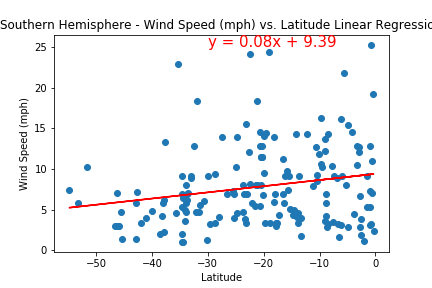 Southern Hemisphere - Wind Speed (mph) vs. Latitude Linear Regressio
y = 0.08x + 9.39
25
20
15
10
5
0
Wind Speed (mph)
−50 −40 −30 −20 −10 0
Latitude